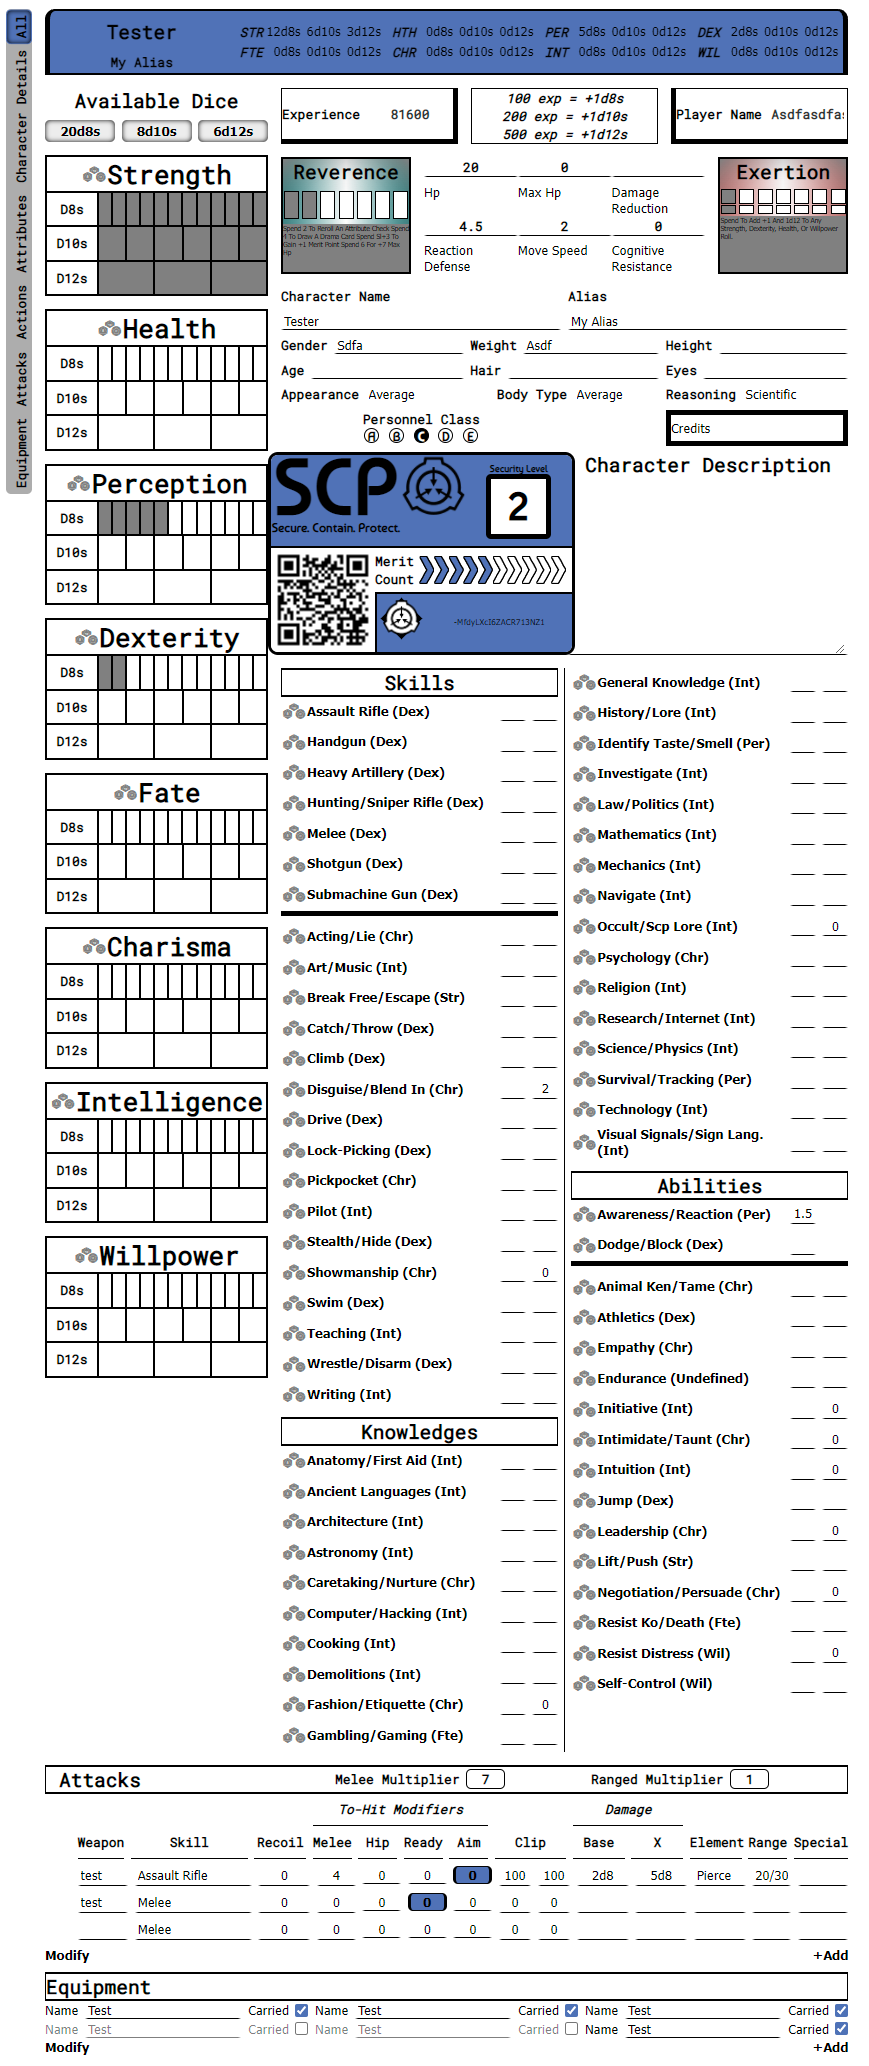 All
Character Details
Attributes
Actions
Attacks
Equipment
Tester
My Alias
STR 12d8s 6d10s 3d12s HTH 0d8s 0d10s 0d12s PER 5d8s 0d10s 0d12s DEX 2d8s 0d10s 0d12s
FTE 0d8s 0d10s 0d12s CHR 0d8s 0d10s 0d12s INT 0d8s 0d10s 0d12s WIL 0d8s 0d10s 0d12s
Available Dice
20d8s 8d10s 6d12s
Experience 81600
100 exp = +1d8s
200 exp = +1d10s
500 exp = +1d12s
Player Name Asdfasdfa
Strength
D8s
D10s
D12s
Health
D8s
D10s
D12s
Perception
D8s
D10s
D12s
Dexterity
D8s
D10s
D12s
Fate
D8s
D10s
D12s
Charisma
D8s
D10s
D12s
Intelligence
D8s
D10s
D12s
Willpower
D8s
D10s
D12s
Reverence
Spend 2 To Reroll An Attribute Check Spend
4 To Draw A Drama Card Spend Sl+3 To
Gain +1 Merit Point Spend 6 For +7 Max
Hp
20 0
Hp Max Hp Damage
Reduction
4.5 2 0
Reaction Move Speed Cognitive
Defense Resistance
Exertion
Spend To Add +1 And 1d12 To Any
Strength, Dexterity, Health, Or Willpower
Roll.
Character Name Alias
Tester My Alias
Gender Sdfa Weight Asdf Height
Age Hair Eyes
Appearance Average Body Type Average Reasoning Scientific
Personnel Class
A B C D E
Credits
SCP
Secure. Contain. Protect.
Security Level
2
Merit
Count
-MfdyLXcI6ZACR713NZ1
Character Description
Skills
Assault Rifle (Dex)
Handgun (Dex)
Heavy Artillery (Dex)
Hunting/Sniper Rifle (Dex)
Melee (Dex)
Shotgun (Dex)
Submachine Gun (Dex)
Acting/Lie (Chr)
Art/Music (Int)
Break Free/Escape (Str)
Catch/Throw (Dex)
Climb (Dex)
Disguise/Blend In (Chr) 2
Drive (Dex)
Lock-Picking (Dex)
Pickpocket (Chr)
Pilot (Int)
Stealth/Hide (Dex)
Showmanship (Chr) 0
Swim (Dex)
Teaching (Int)
Wrestle/Disarm (Dex)
Writing (Int)
Knowledges
Anatomy/First Aid (Int)
Ancient Languages (Int)
Architecture (Int)
Astronomy (Int)
Caretaking/Nurture (Chr)
Computer/Hacking (Int)
Cooking (Int)
Demolitions (Int)
Fashion/Etiquette (Chr) 0
Gambling/Gaming (Fte)
General Knowledge (Int)
History/Lore (Int)
Identify Taste/Smell (Per)
Investigate (Int)
Law/Politics (Int)
Mathematics (Int)
Mechanics (Int)
Navigate (Int)
Occult/Scp Lore (Int) 0
Psychology (Chr)
Religion (Int)
Research/Internet (Int)
Science/Physics (Int)
Survival/Tracking (Per)
Technology (Int)
Visual Signals/Sign Lang.
(Int)
Abilities
Awareness/Reaction (Per) 1.5
Dodge/Block (Dex)
Animal Ken/Tame (Chr)
Athletics (Dex)
Empathy (Chr)
Endurance (Undefined)
Initiative (Int) 0
Intimidate/Taunt (Chr) 0
Intuition (Int) 0
Jump (Dex)
Leadership (Chr) 0
Lift/Push (Str)
Negotiation/Persuade (Chr) 0
Resist Ko/Death (Fte)
Resist Distress (Wil) 0
Self-Control (Wil)
Attacks Melee Multiplier 7 Ranged Multiplier 1
To-Hit Modifiers Damage
Weapon Skill Recoil Melee Hip Ready Aim Clip Base X Element Range Special
test Assault Rifle 0 4 0 0 0 100 100 2d8 5d8 Pierce 20/30
test Melee 0 0 0 0 0 0 0
Melee 0 0 0 0 0 0 0
Modify +Add
Equipment
Name Test Carried Name Test Carried Name Test Carried
Name Test Carried Name Test Carried Name Test Carried
Modify +Add